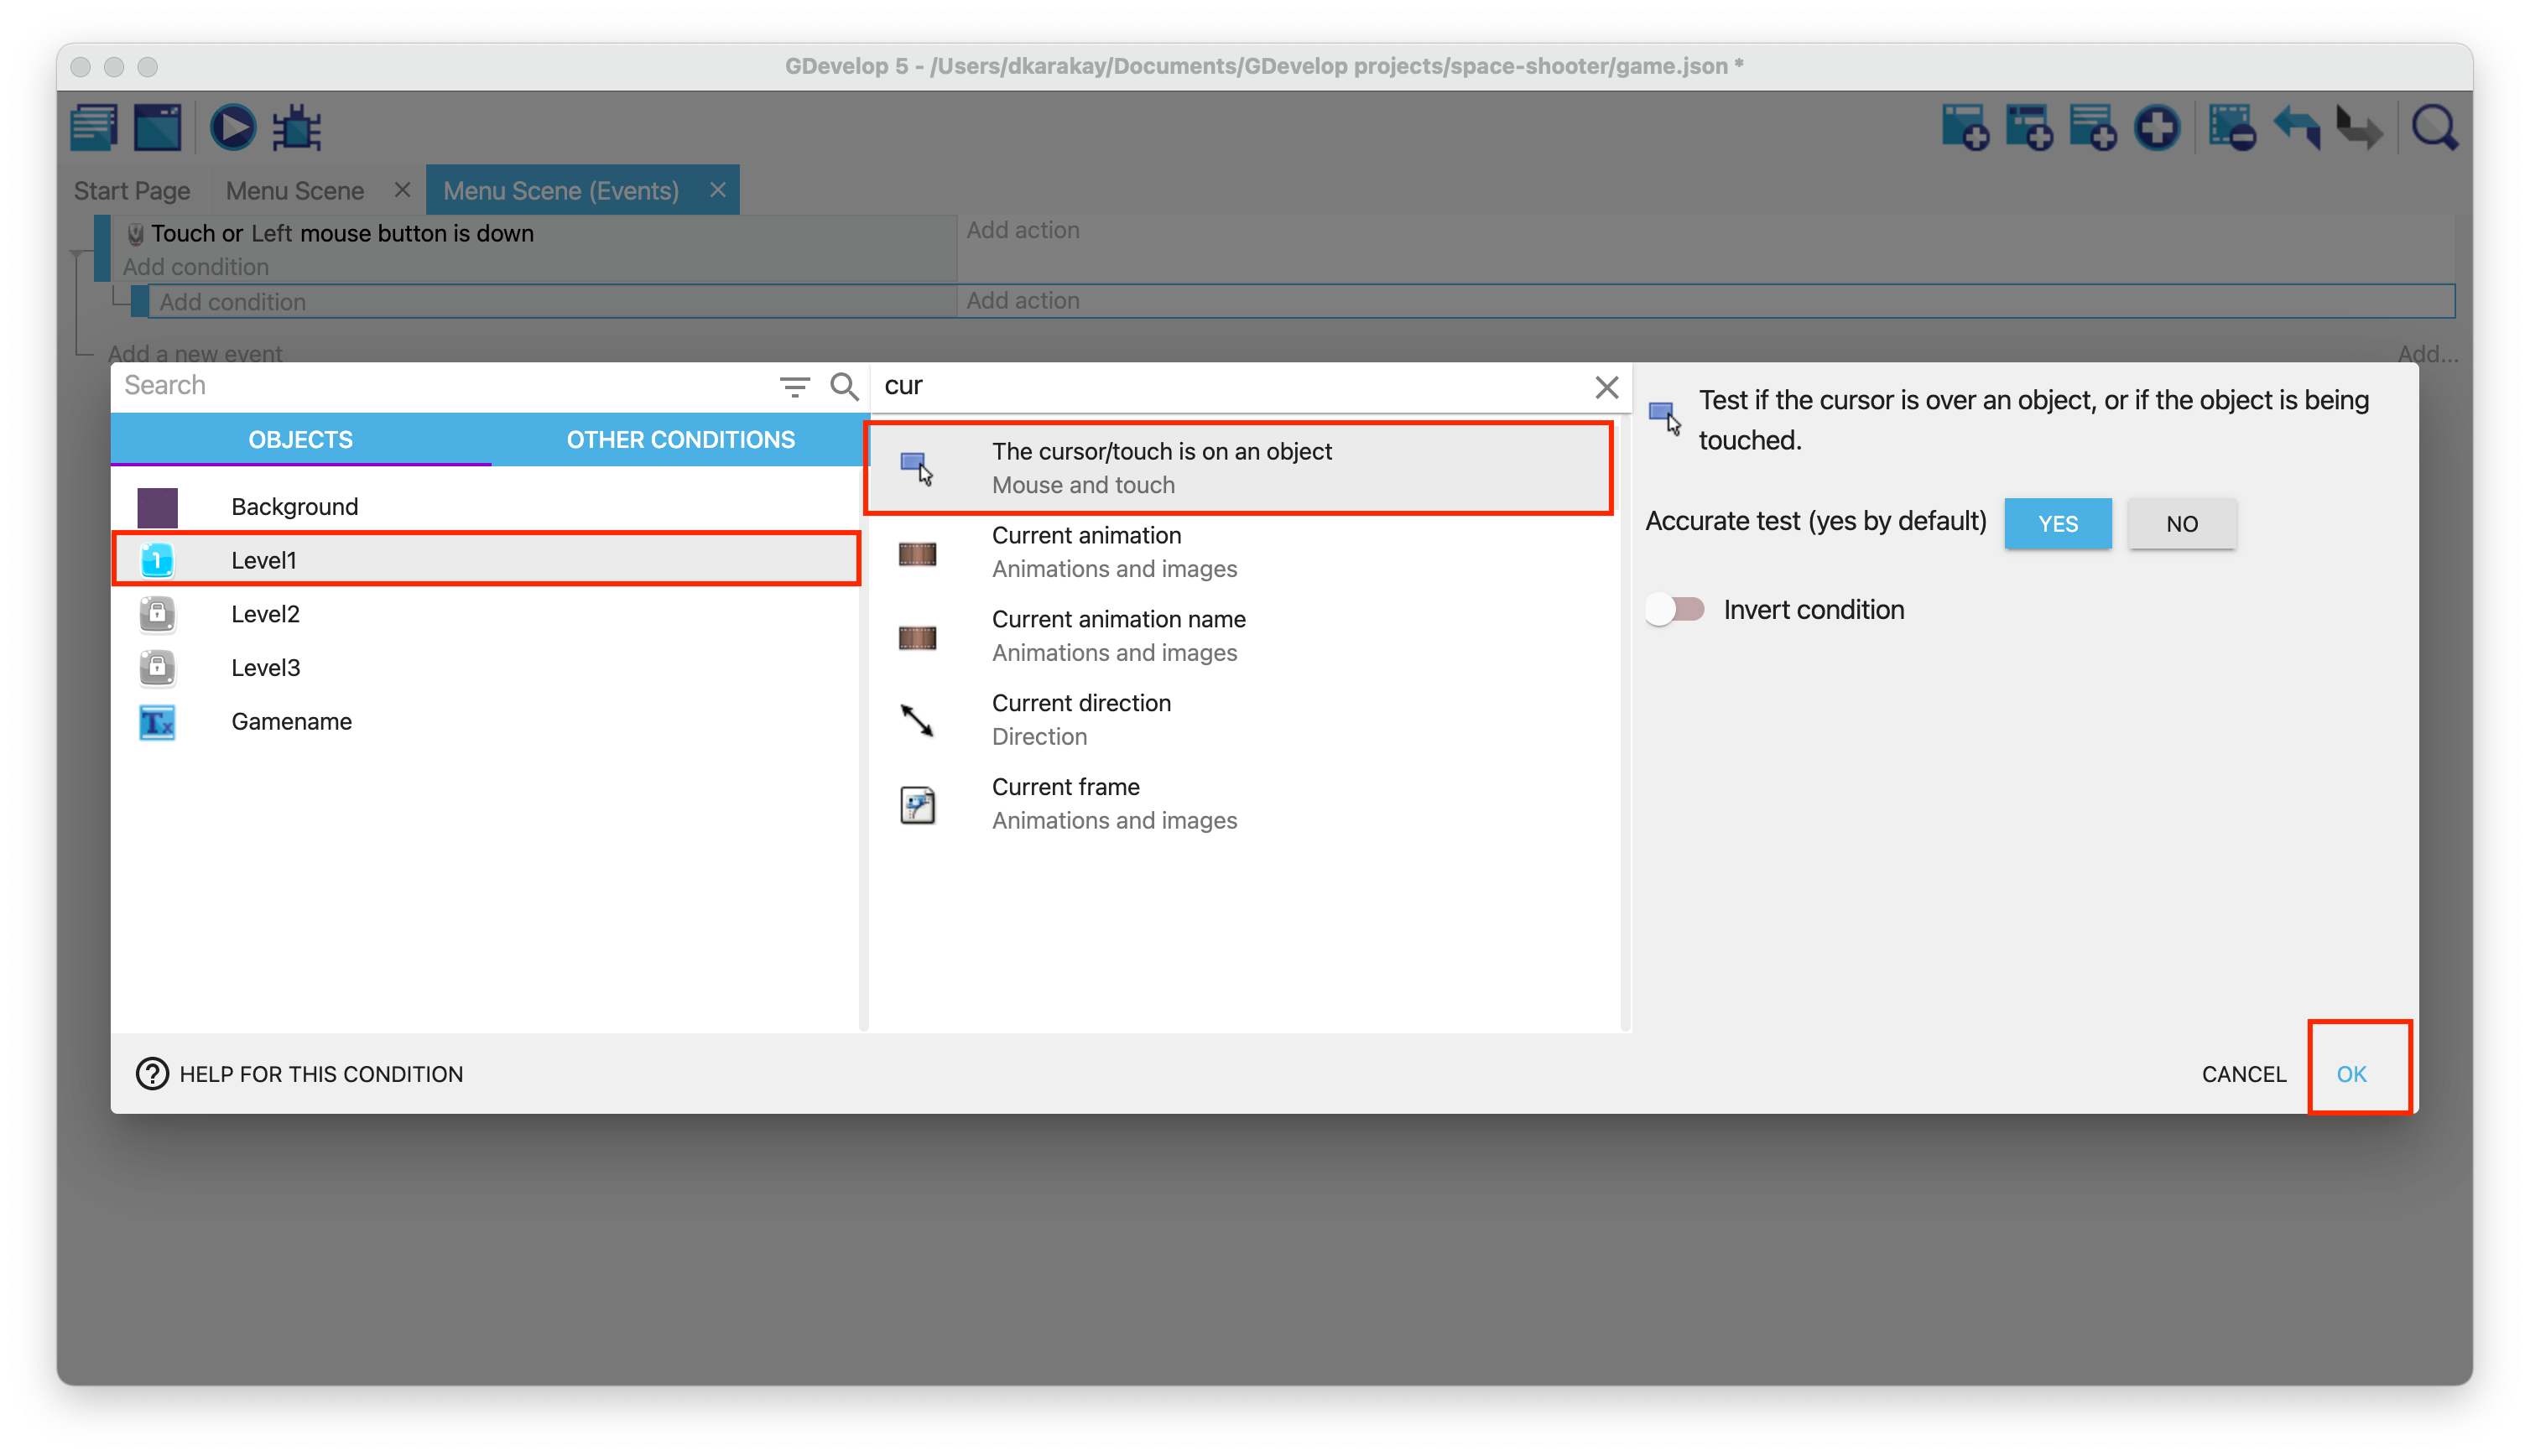 GDevelop 5 - /Users/dkarakay/Documents/GDevelop projects/space-shooter/game.json *
Start Page
Menu Scene
Menu Scene (Events)
Touch or Left mouse button is down
Add action
Add condition
Add condition
Add action
Add a new event
Add...
Search
cur
OBJECTS
OTHER CONDITIONS
Background
Level1
1
Level2
Level3
Tx
Gamename
The cursor/touch is on an object
Mouse and touch
Current animation
Animations and images
Current animation name
Animations and images
Current direction
Direction
Current frame
Animations and images
Test if the cursor is over an object, or if the object is being
touched.
Accurate test (yes by default)
YES
NO
Invert condition
? HELP FOR THIS CONDITION
CANCEL
OK